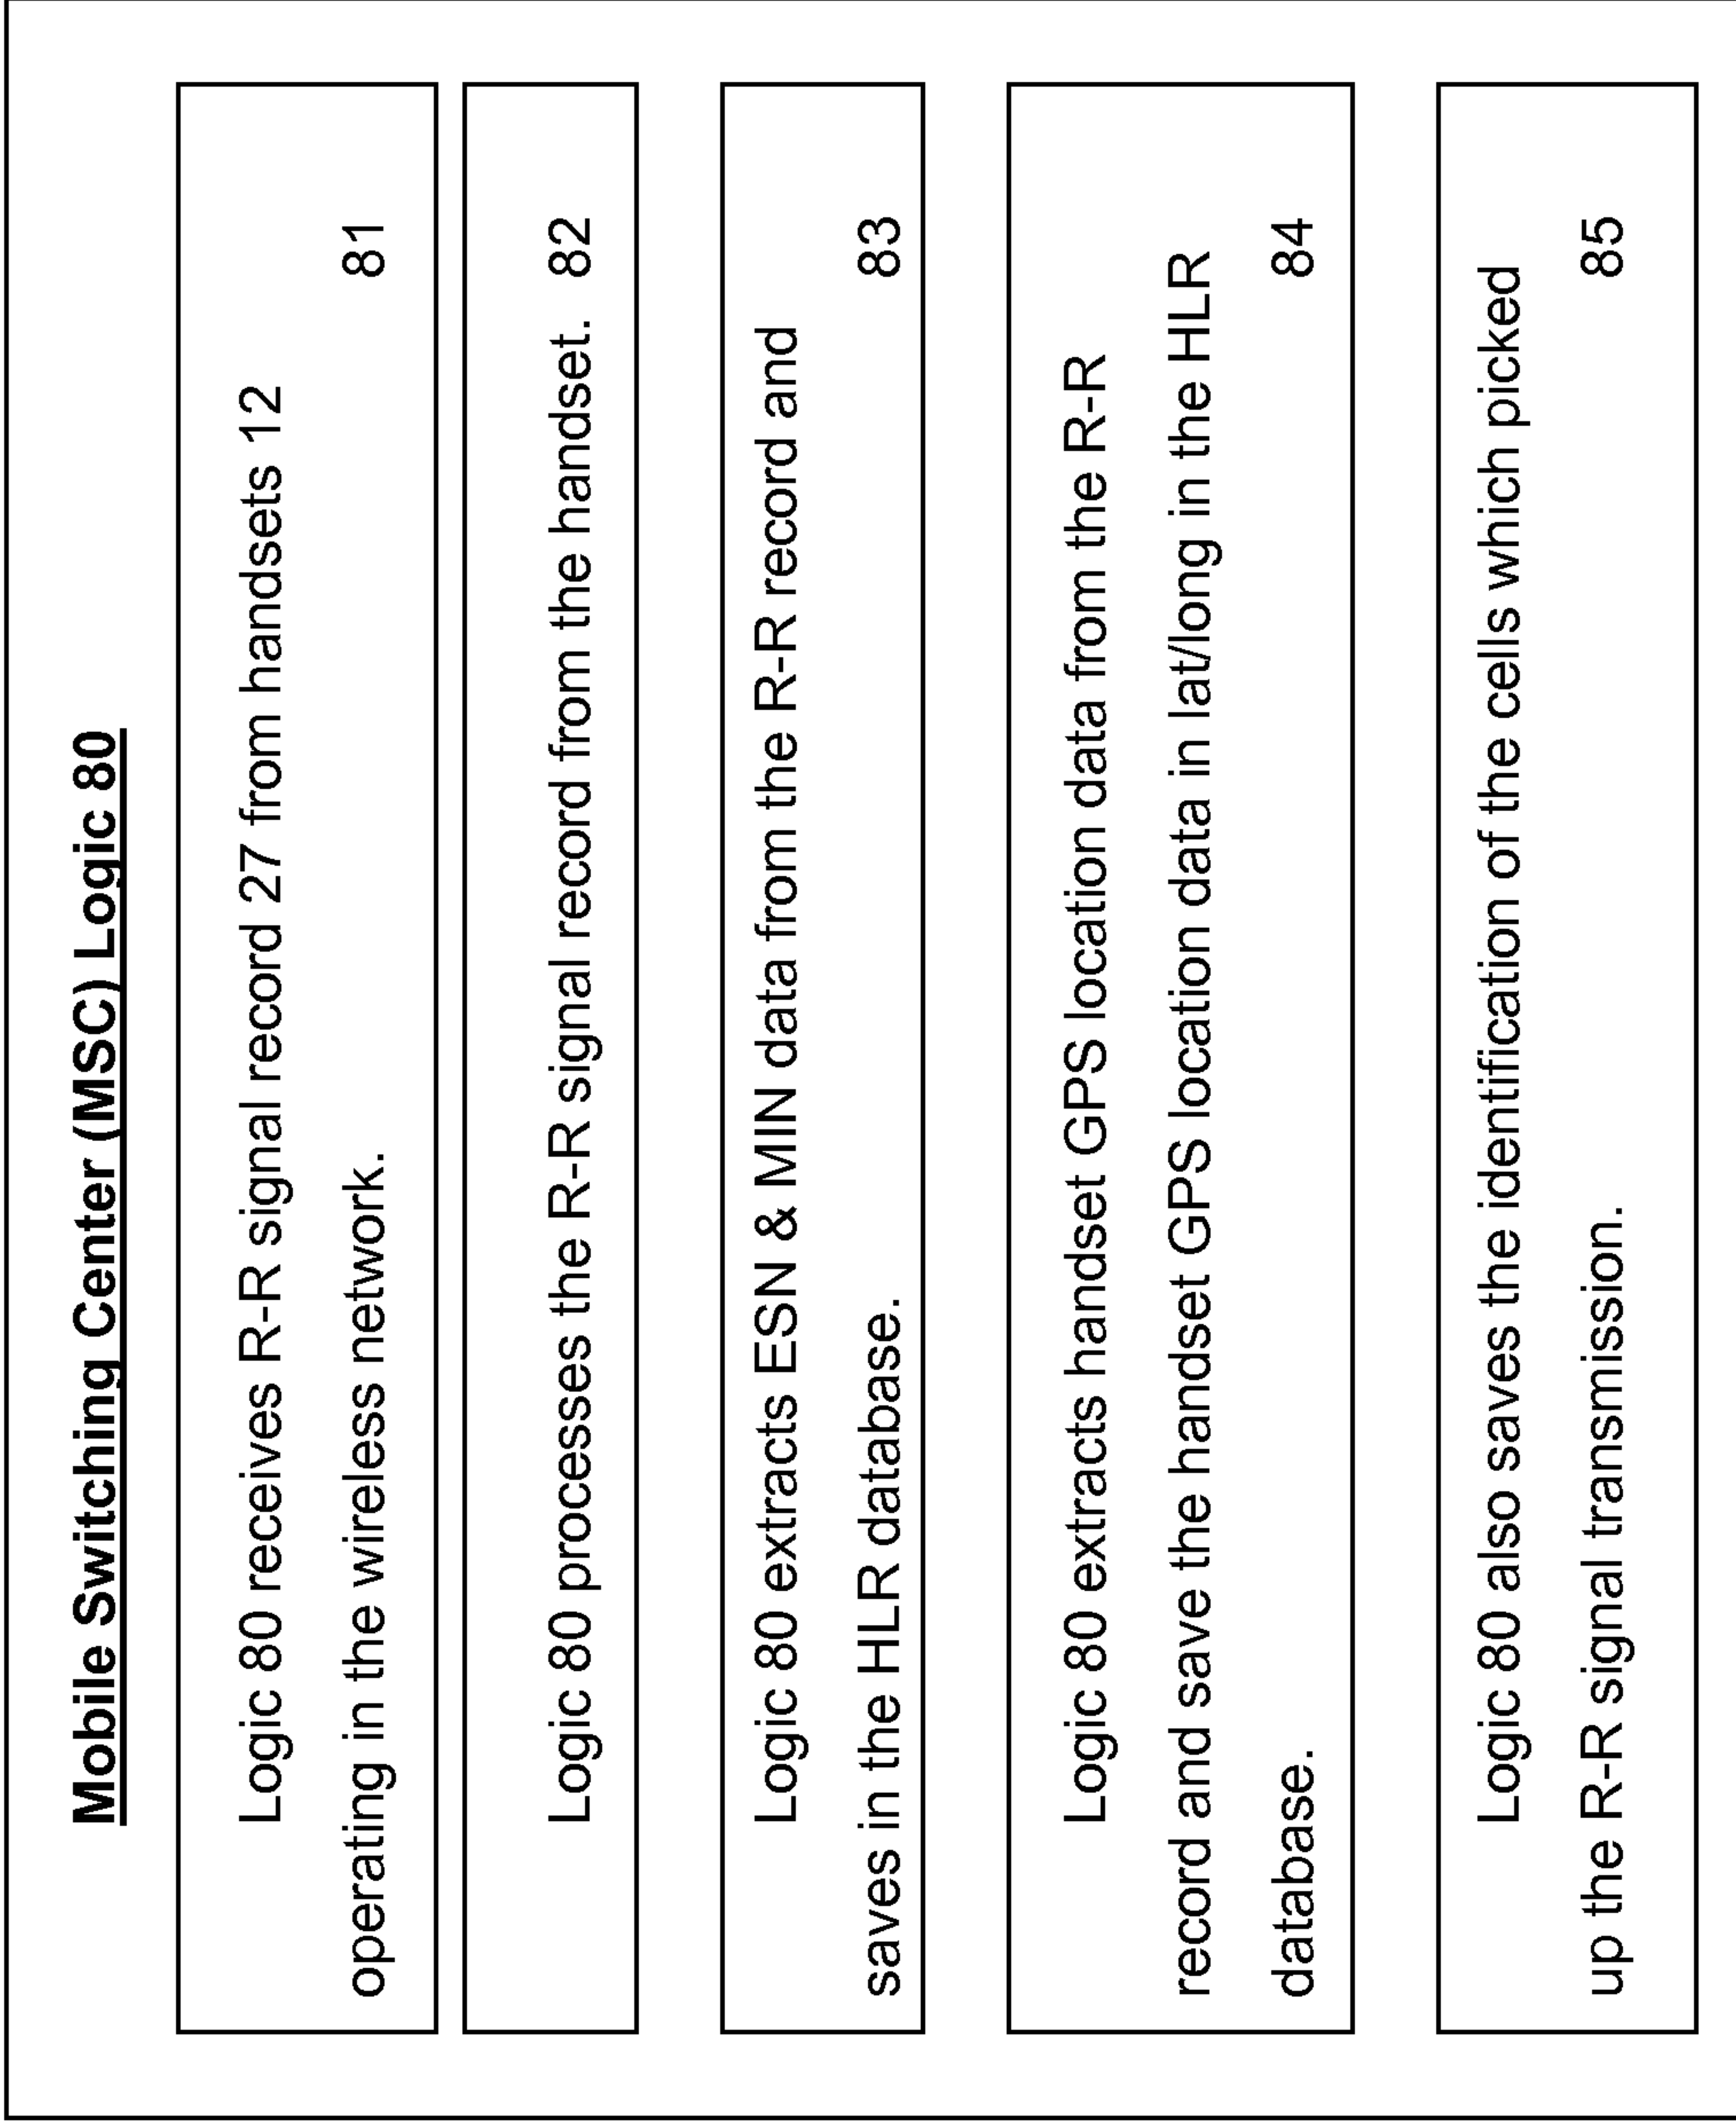 Mobile Switching Center (MSC) Logic 80
Logic 80 receives R-R signal record 27 from handsets 12
operating in the wireless network. 81
Logic 80 processes the R-R signal record from the handset. 82
Logic 80 extracts ESN & MIN data from the R-R record and
saves in the HLR database. 83
Logic 80 extracts handset GPS location data from the R-R
record and save the handset GPS location data in lat/long in the HLR
database. 84
Logic 80 also saves the identification of the cells which picked
up the R-R signal transmission. 85